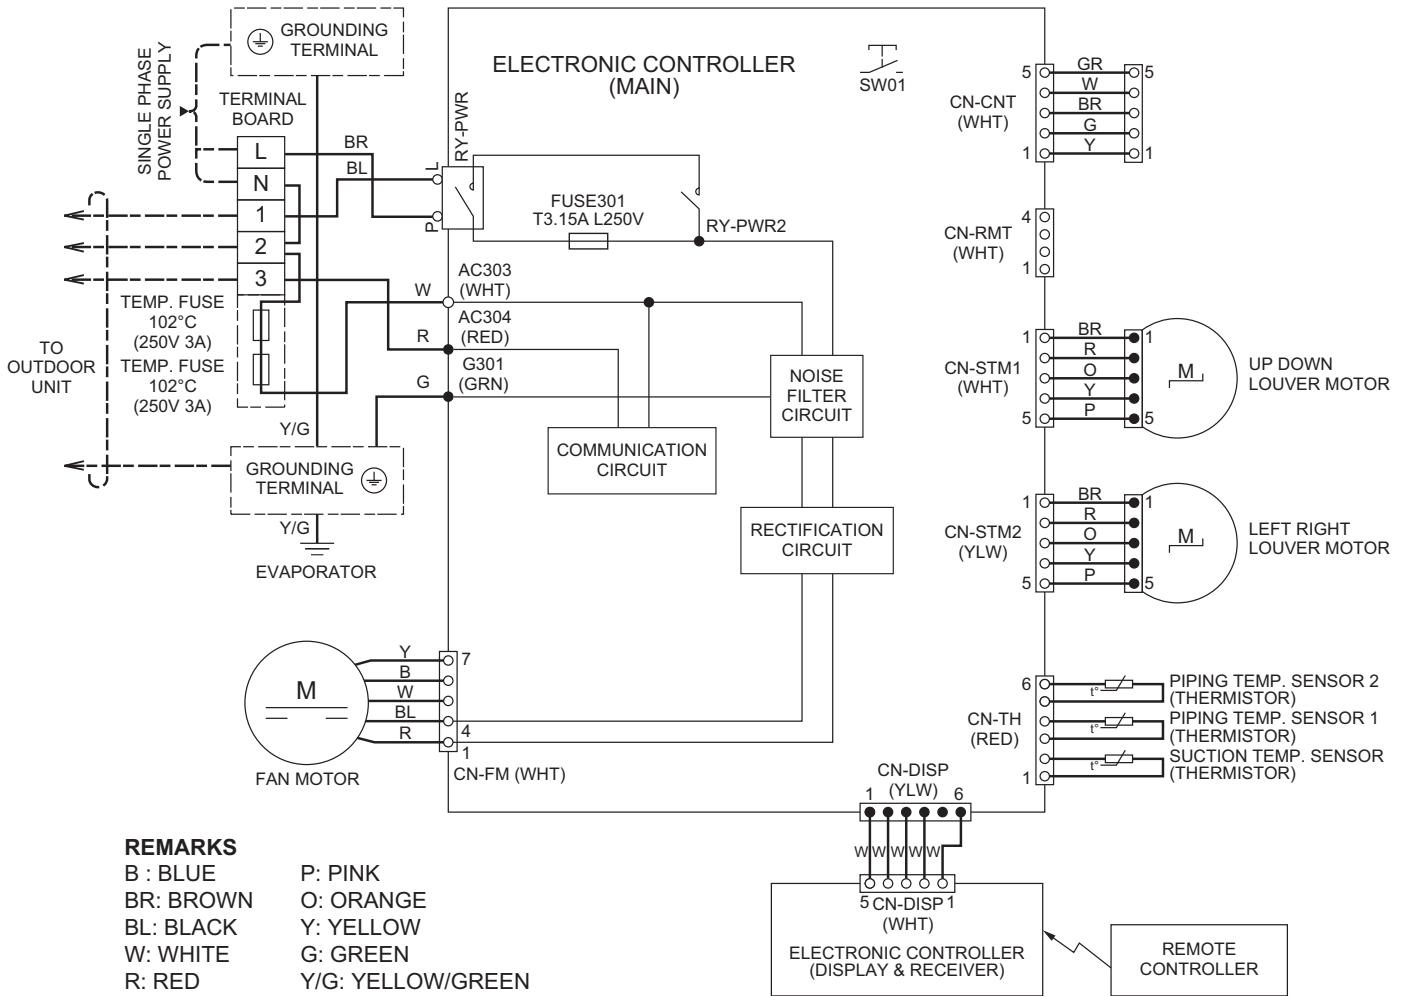 GROUNDING
TERMINAL
SINGLE PHASE
POWER SUPPLY
TERMINAL
BOARD
L
N
1
2
3
BR
BL
TEMP. FUSE
102°C
(250V 3A)
TEMP. FUSE
102°C
(250V 3A)
TO
OUTDOOR
UNIT
Y/G
GROUNDING
TERMINAL
Y/G
EVAPORATOR
ELECTRONIC CONTROLLER
(MAIN)
SW01
RY-PWR
L
P
FUSE301
T3.15A L250V
RY-PWR2
W
AC303
(WHT)
R
AC304
(RED)
G
G301
(GRN)
NOISE
FILTER
CIRCUIT
COMMUNICATION
CIRCUIT
RECTIFICATION
CIRCUIT
M
FAN MOTOR
Y
B
W
BL
R
7
4
1
CN-FM (WHT)
CN-CNT
(WHT)
5
1
GR
W
BR
G
Y
5
1
CN-RMT
(WHT)
4
1
CN-STM1
(WHT)
1
5
BR
R
O
Y
P
1
5
M
UP DOWN
LOUVER MOTOR
CN-STM2
(YLW)
1
5
BR
R
O
Y
P
1
5
M
LEFT RIGHT
LOUVER MOTOR
CN-TH
(RED)
6
1
t°
PIPING TEMP. SENSOR 2
(THERMISTOR)
t°
PIPING TEMP. SENSOR 1
(THERMISTOR)
t°
SUCTION TEMP. SENSOR
(THERMISTOR)
CN-DISP
(YLW)
1 6
W W W W W
5 CN-DISP 1
(WHT)
ELECTRONIC CONTROLLER
(DISPLAY & RECEIVER)
REMOTE
CONTROLLER
REMARKS
B : BLUE P: PINK
BR: BROWN O: ORANGE
BL: BLACK Y: YELLOW
W: WHITE G: GREEN
R: RED Y/G: YELLOW/GREEN